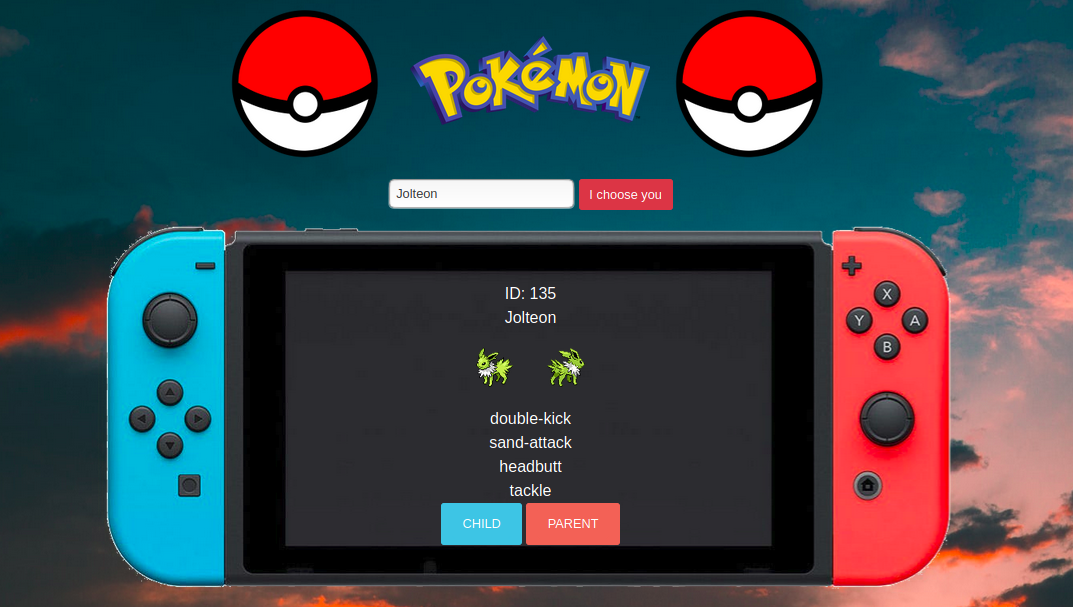 POKéMON
Jolteon
I choose you
ID: 135
Jolteon
X
Y
A
B
double-kick
sand-attack
headbutt
tackle
CHILD
PARENT